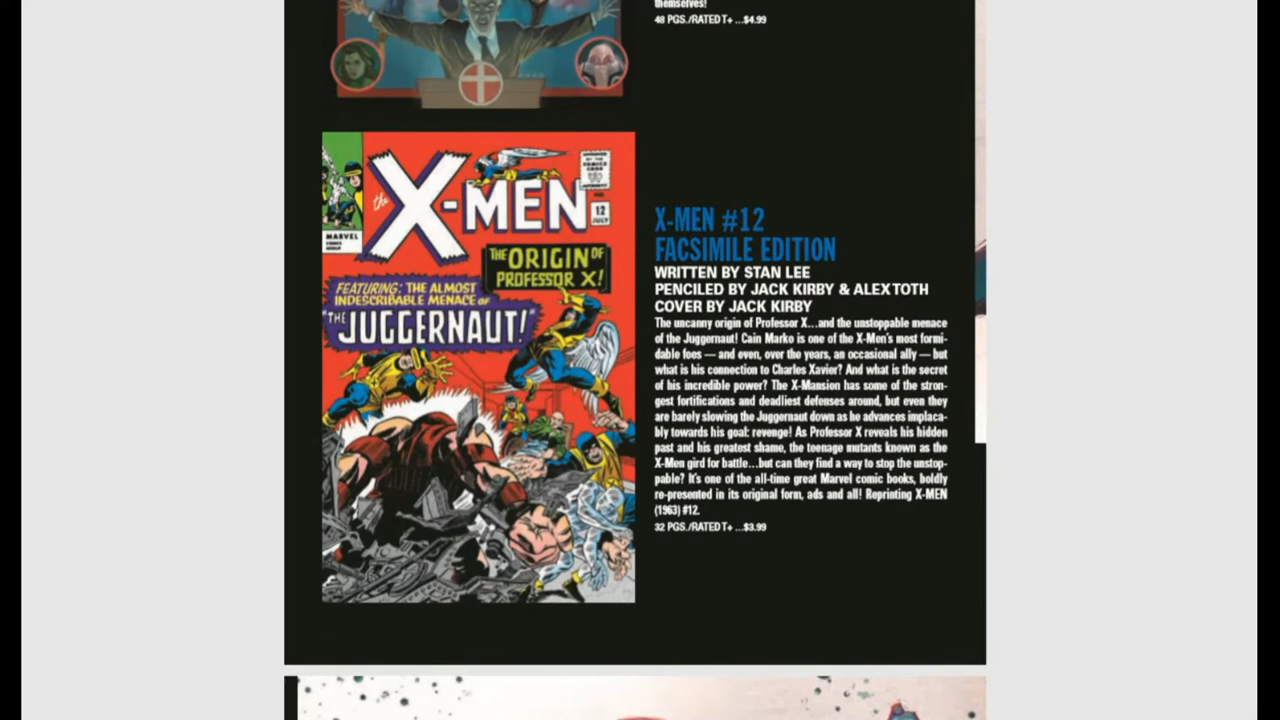 themselves!
48 PGS./RATED T+ ...$4.99
the
X-MEN
APPROVED
BY THE
COMICS
CODE
AUTHORITY
12
JULY
MARVEL
COMICS
GROUP
THE ORIGIN OF
PROFESSOR X!
FEATURING: THE ALMOST
INDESCRIBABLE MENACE OF
"THE JUGGERNAUT!"
X-MEN #12
FACSIMILE EDITION
WRITTEN BY STAN LEE
PENCILED BY JACK KIRBY & ALEX TOTH
COVER BY JACK KIRBY
The uncanny origin of Professor X...and the unstoppable menace
of the Juggernaut! Cain Marko is one of the X-Men's most formi-
dable foes — and even, over the years, an occasional ally — but
what is his connection to Charles Xavier? And what is the secret
of his incredible power? The X-Mansion has some of the stron-
gest fortifications and deadliest defenses around, but even they
are barely slowing the Juggernaut down as he advances implaca-
bly towards his goal: revenge! As Professor X reveals his hidden
past and his greatest shame, the teenage mutants known as the
X-Men gird for battle...but can they find a way to stop the unstop-
pable? It's one of the all-time great Marvel comic books, boldly
re-presented in its original form, ads and all! Reprinting X-MEN
(1963) #12.
32 PGS./RATED T+ ...$3.99